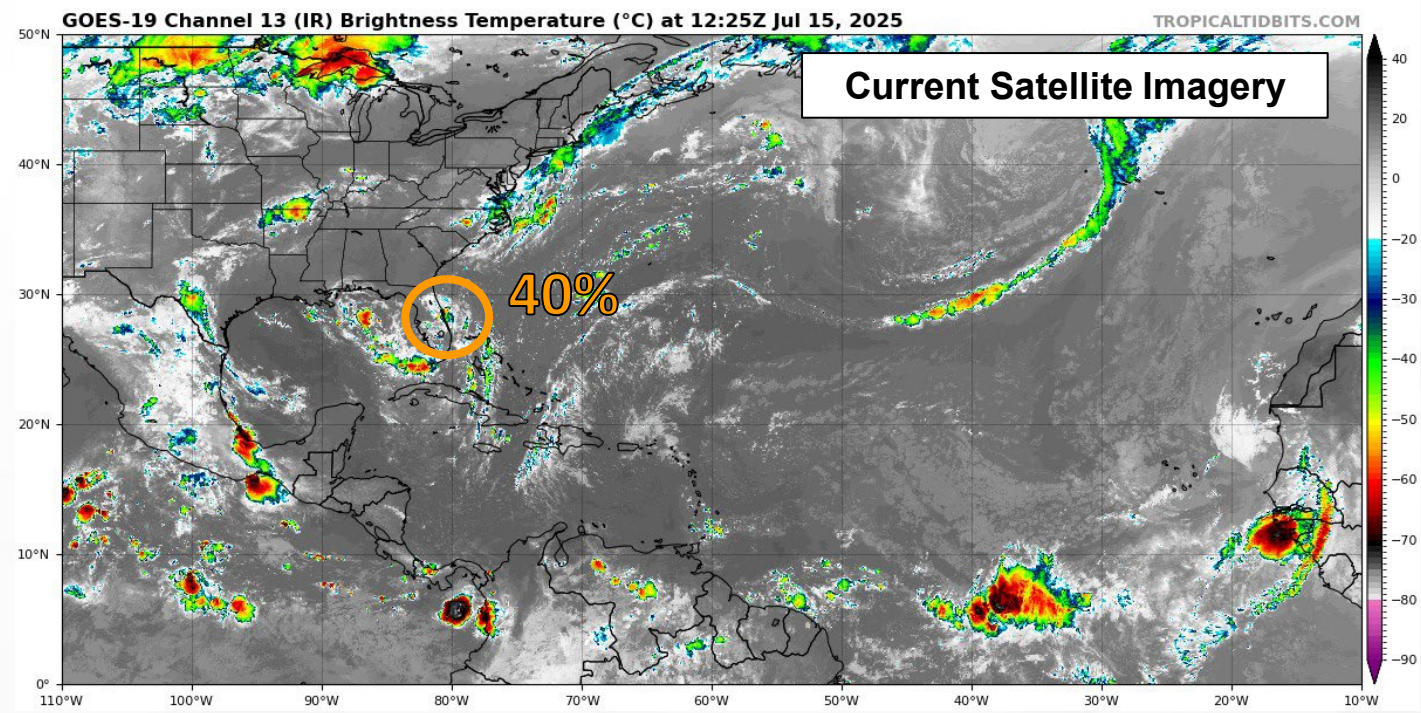 GOES-19 Channel 13 (IR) Brightness Temperature (°C) at 12:25Z Jul 15, 2025
TROPICALTIDBITS.COM
Current Satellite Imagery
40%
50°N
40°N
30°N
20°N
10°N
0°
110°W 100°W 90°W 80°W 70°W 60°W 50°W 40°W 30°W 20°W 10°W
40
20
0
−20
−30
−40
−50
−60
−70
−80
−90